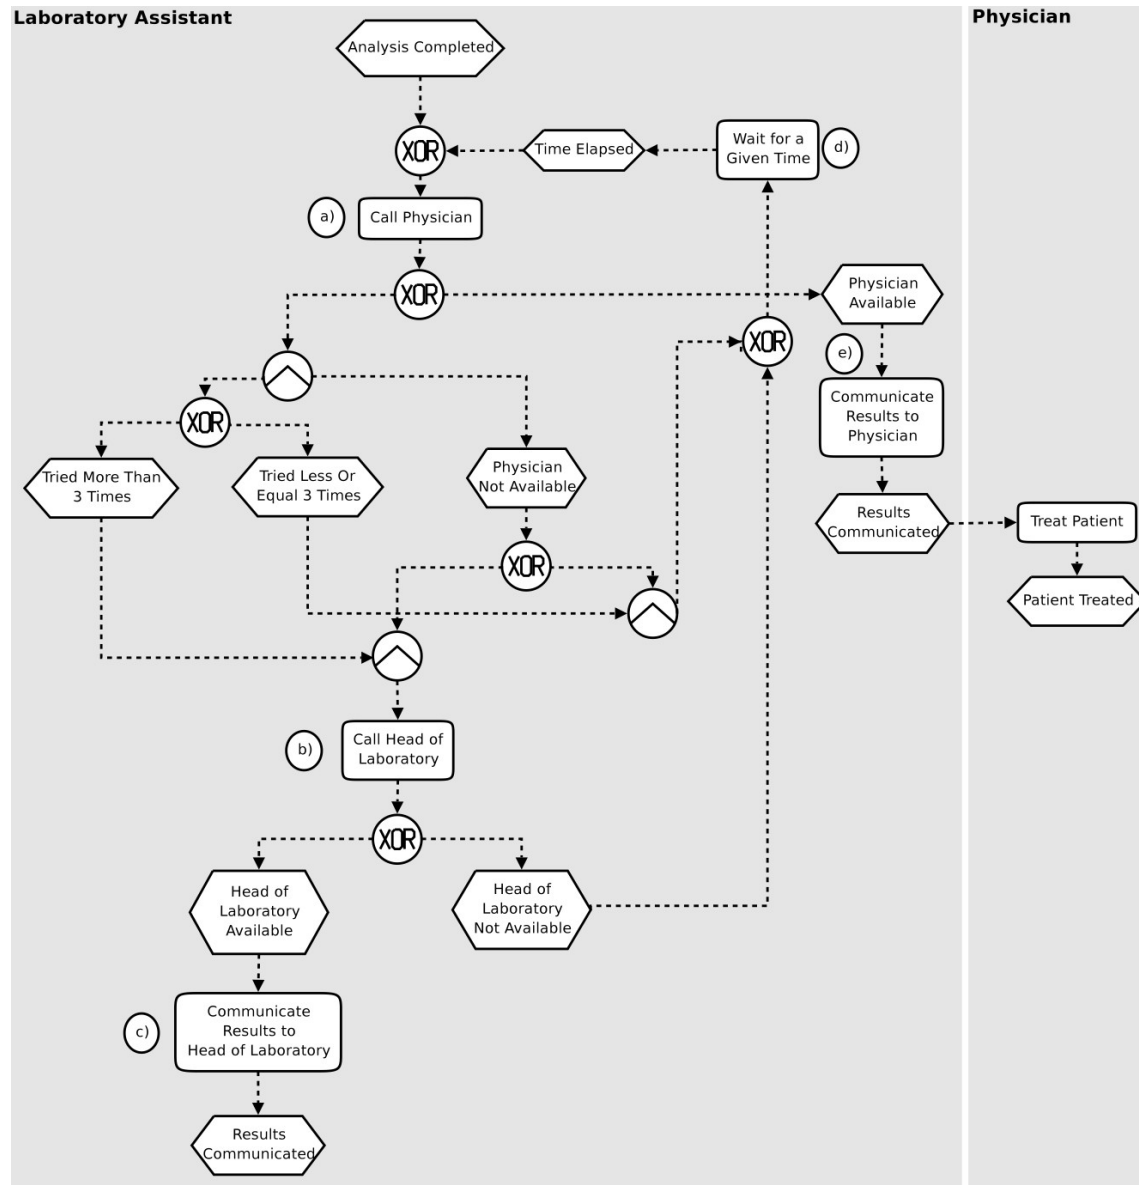 Laboratory Assistant
Physician
Analysis Completed
XOR
Time Elapsed
Wait for a
Given Time
d)
a)
Call Physician
XOR
Physician
Available
XOR
e)
XOR
Communicate
Results to
Physician
Tried More Than
3 Times
Tried Less Or
Equal 3 Times
Physician
Not Available
Results
Communicated
Treat Patient
XOR
Patient Treated
b)
Call Head of
Laboratory
XOR
Head of
Laboratory
Available
Head of
Laboratory
Not Available
c)
Communicate
Results to
Head of Laboratory
Results
Communicated